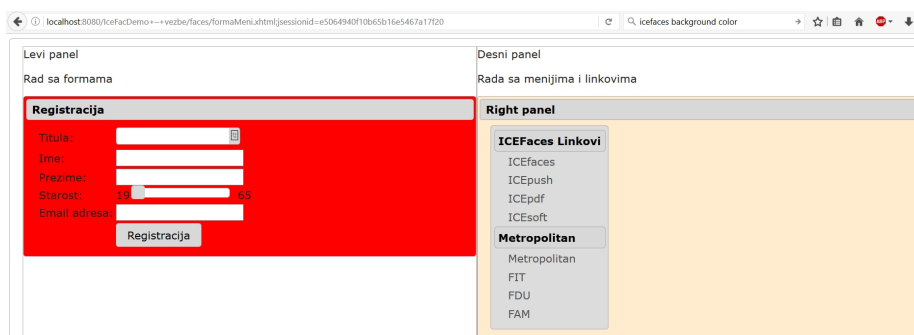 localhost:8080/IceFacDemo+-+vezbe/faces/formaMeni.xhtml;jsessionid=e5064940f10b65b16e5467a17f20
icefaces background color
ABP
Levi panel
Rad sa formama
Registracija
Titula:
Ime:
Prezime:
Starost: 19 65
Email adresa:
Registracija
Desni panel
Rada sa menijima i linkovima
Right panel
ICEFaces Linkovi
ICEfaces
ICEpush
ICEpdf
ICEsoft
Metropolitan
Metropolitan
FIT
FDU
FAM